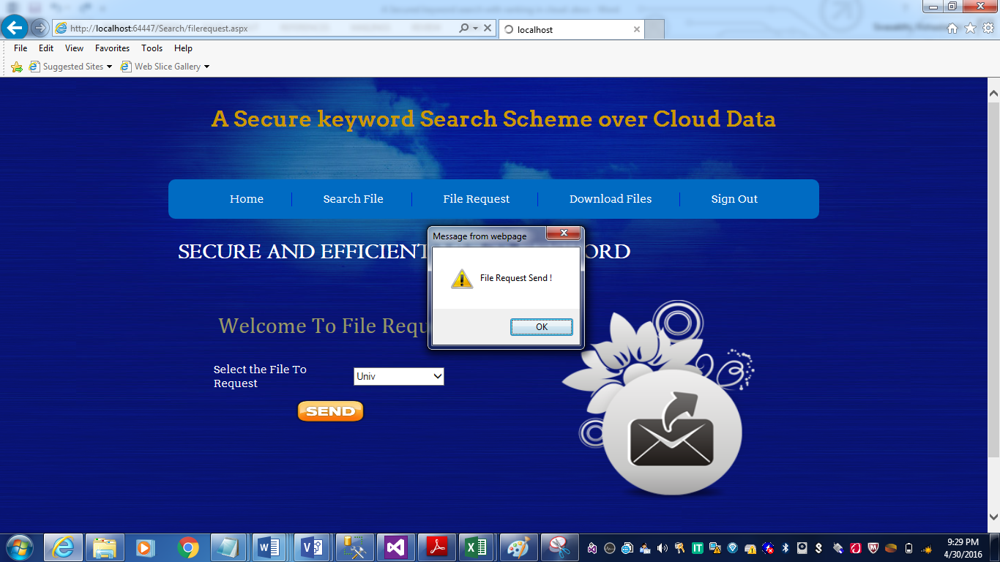 http://localhost:64447/Search/filerequest.aspx
localhost
File Edit View Favorites Tools Help
Suggested Sites
Web Slice Gallery
A Secure keyword Search Scheme over Cloud Data
Home
Search File
File Request
Download Files
Sign Out
Message from webpage
SECURE AND EFFICIENT
ORD
File Request Send !
OK
Welcome To File Requ
Select the File To
Request
Univ
SEND
IT
9:29 PM
4/30/2016